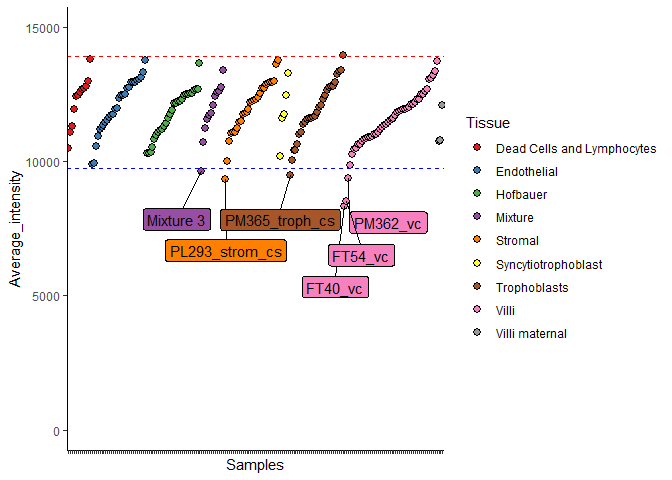 15000
10000
5000
0
Average_intensity
Samples
Mixture 3
PM365_troph_cs
PM362_vc
PL293_strom_cs
FT54_vc
FT40_vc
Tissue
Dead Cells and Lymphocytes
Endothelial
Hofbauer
Mixture
Stromal
Syncytiotrophoblast
Trophoblasts
Villi
Villi maternal